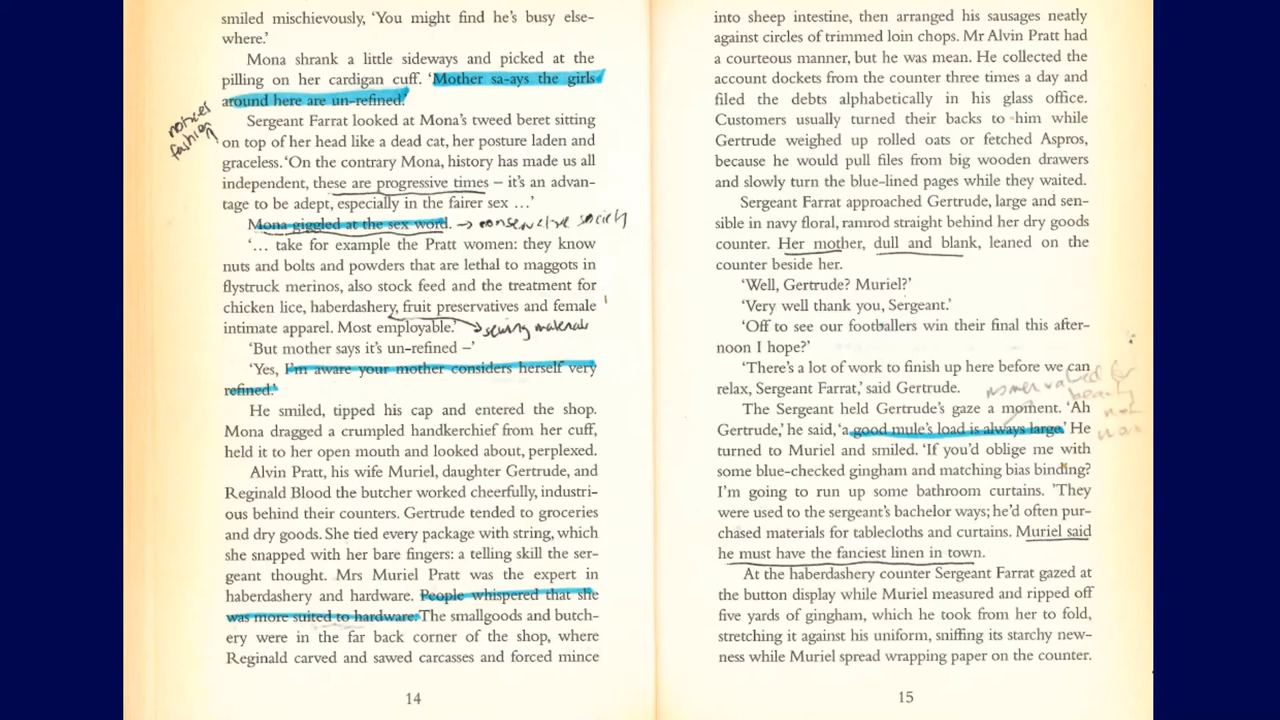 smiled mischievously, ‘You might find he’s busy else-
where.’
Mona shrank a little sideways and picked at the
pilling on her cardigan cuff. ‘Mother sa-ays the girls
around here are un-refined.’
notices
fashion
Sergeant Farrat looked at Mona’s tweed beret sitting
on top of her head like a dead cat, her posture laden and
graceless. ‘On the contrary Mona, history has made us all
independent, these are progressive times – it’s an advan-
tage to be adept, especially in the fairer sex …’
Mona giggled at the sex word. → conservative society
‘… take for example the Pratt women: they know
nuts and bolts and powders that are lethal to maggots in
flystruck merinos, also stock feed and the treatment for
chicken lice, haberdashery, fruit preservatives and female
intimate apparel. Most employable.’ → sewing materials
‘But mother says it’s un-refined –’
‘Yes, I’m aware your mother considers herself very
refined.’
He smiled, tipped his cap and entered the shop.
Mona dragged a crumpled handkerchief from her cuff,
held it to her open mouth and looked about, perplexed.
Alvin Pratt, his wife Muriel, daughter Gertrude, and
Reginald Blood the butcher worked cheerfully, industri-
ous behind their counters. Gertrude tended to groceries
and dry goods. She tied every package with string, which
she snapped with her bare fingers: a telling skill the ser-
geant thought. Mrs Muriel Pratt was the expert in
haberdashery and hardware. People whispered that she
was more suited to hardware. The smallgoods and butch-
ery were in the far back corner of the shop, where
Reginald carved and sawed carcasses and forced mince
14
into sheep intestine, then arranged his sausages neatly
against circles of trimmed loin chops. Mr Alvin Pratt had
a courteous manner, but he was mean. He collected the
account dockets from the counter three times a day and
filed the debts alphabetically in his glass office.
Customers usually turned their backs to him while
Gertrude weighed up rolled oats or fetched Aspros,
because he would pull files from big wooden drawers
and slowly turn the blue-lined pages while they waited.
Sergeant Farrat approached Gertrude, large and sen-
sible in navy floral, ramrod straight behind her dry goods
counter. Her mother, dull and blank, leaned on the
counter beside her.
‘Well, Gertrude? Muriel?’
‘Very well thank you, Sergeant.’
‘Off to see our footballers win their final this after-
noon I hope?’
‘There’s a lot of work to finish up here before we can
relax, Sergeant Farrat,’ said Gertrude.
women valued for
beauty
not
The Sergeant held Gertrude’s gaze a moment. ‘Ah
Gertrude,’ he said, ‘a good mule’s load is always large.’ He
turned to Muriel and smiled. ‘If you’d oblige me with
some blue-checked gingham and matching bias binding?
I’m going to run up some bathroom curtains. ’They
were used to the sergeant’s bachelor ways; he’d often pur-
chased materials for tablecloths and curtains. Muriel said
he must have the fanciest linen in town.
At the haberdashery counter Sergeant Farrat gazed at
the button display while Muriel measured and ripped off
five yards of gingham, which he took from her to fold,
stretching it against his uniform, sniffing its starchy new-
ness while Muriel spread wrapping paper on the counter.
15